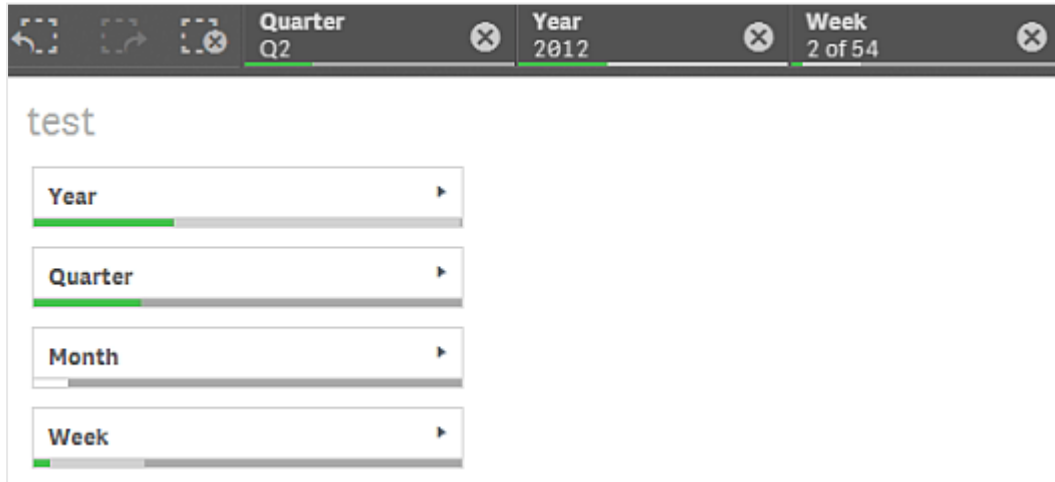 Quarter
Q2
Year
2012
Week
2 of 54
test
Year
Quarter
Month
Week